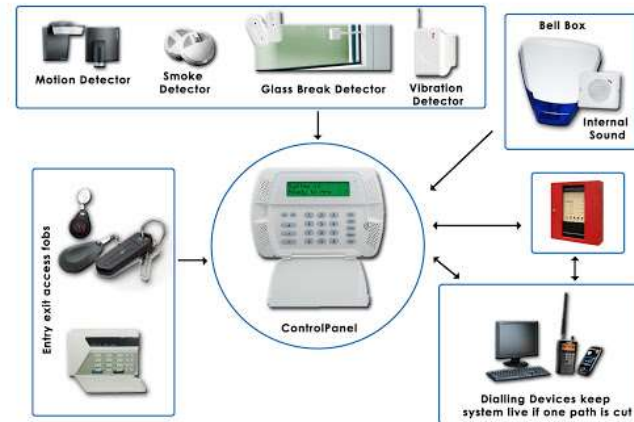 Motion Detector
Smoke
Detector
Glass Break Detector
Vibration
Detector
Bell Box
Internal
Sound
Entry exit access fobs
ControlPanel
Dialling Devices keep
system live if one path is cut